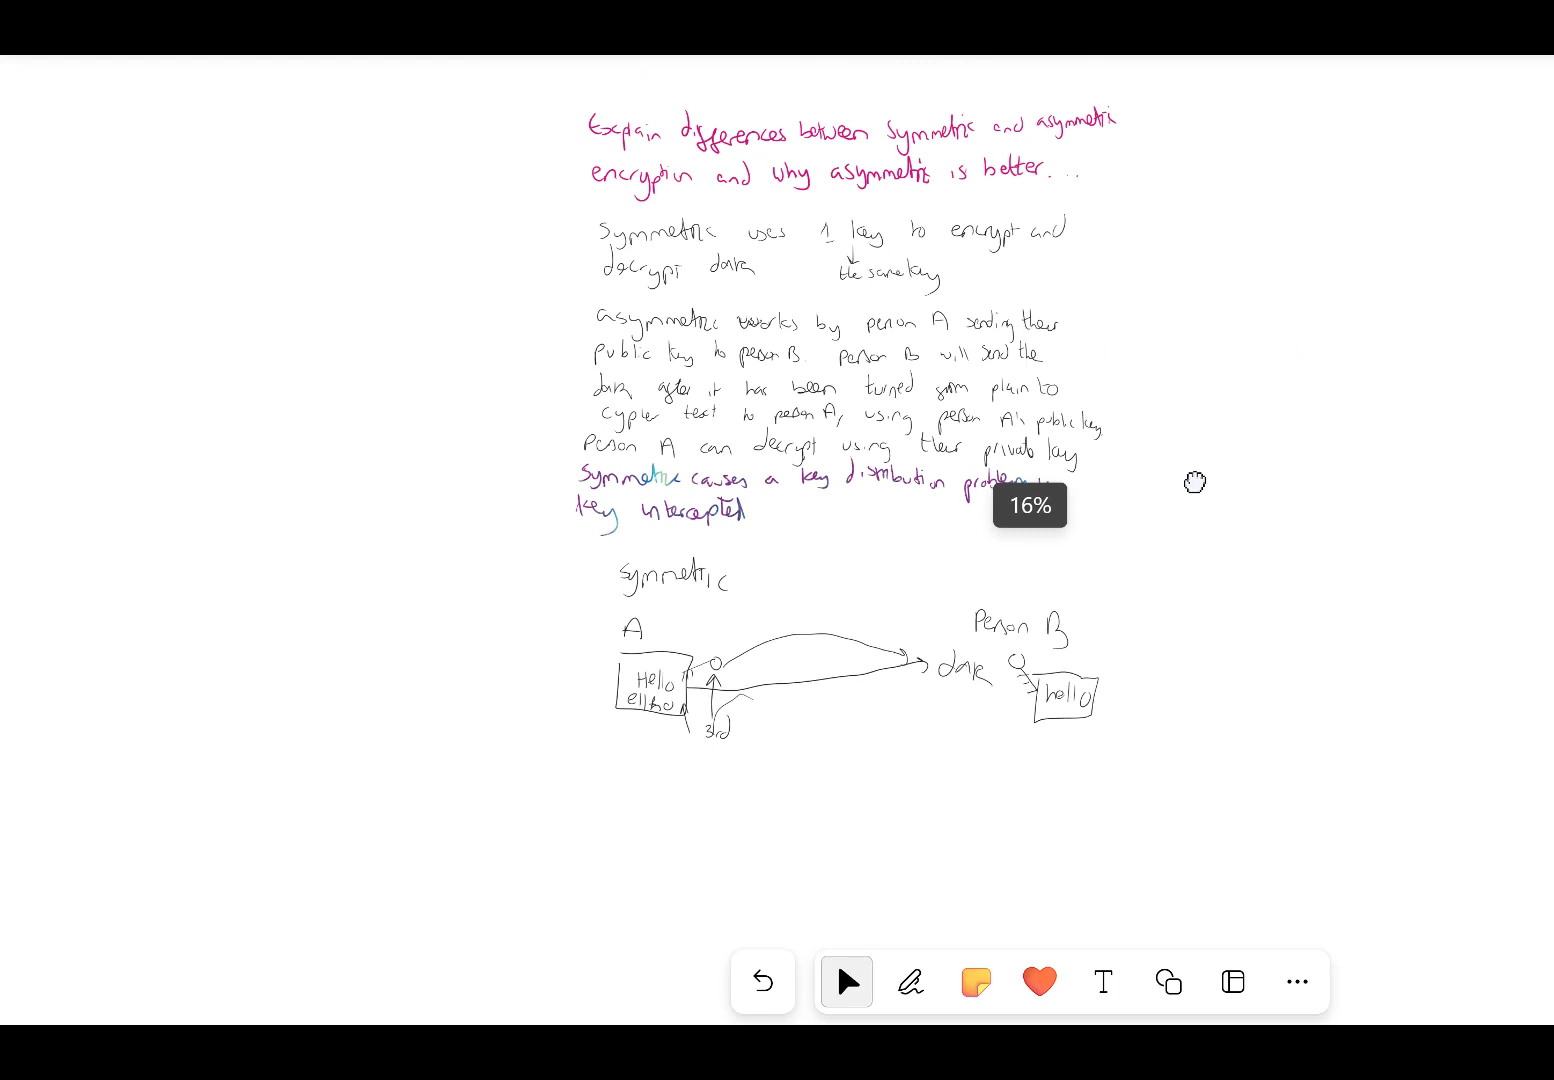 Explain differences between symmetric and asymmetric
encryption and why asymmetric is better...
symmetric uses 1 key to encrypt and
decrypt data the same key
asymmetric works by person A sending their
public key to person B. person B will send the
data after it has been turned from plain to
cypher text to person A, using person A's public key.
Person A can decrypt using their private key
Symmetric causes a key distribution problem
key intercepted
16%
symmetric
A
Person B
Hello
data
hello
3rd
T